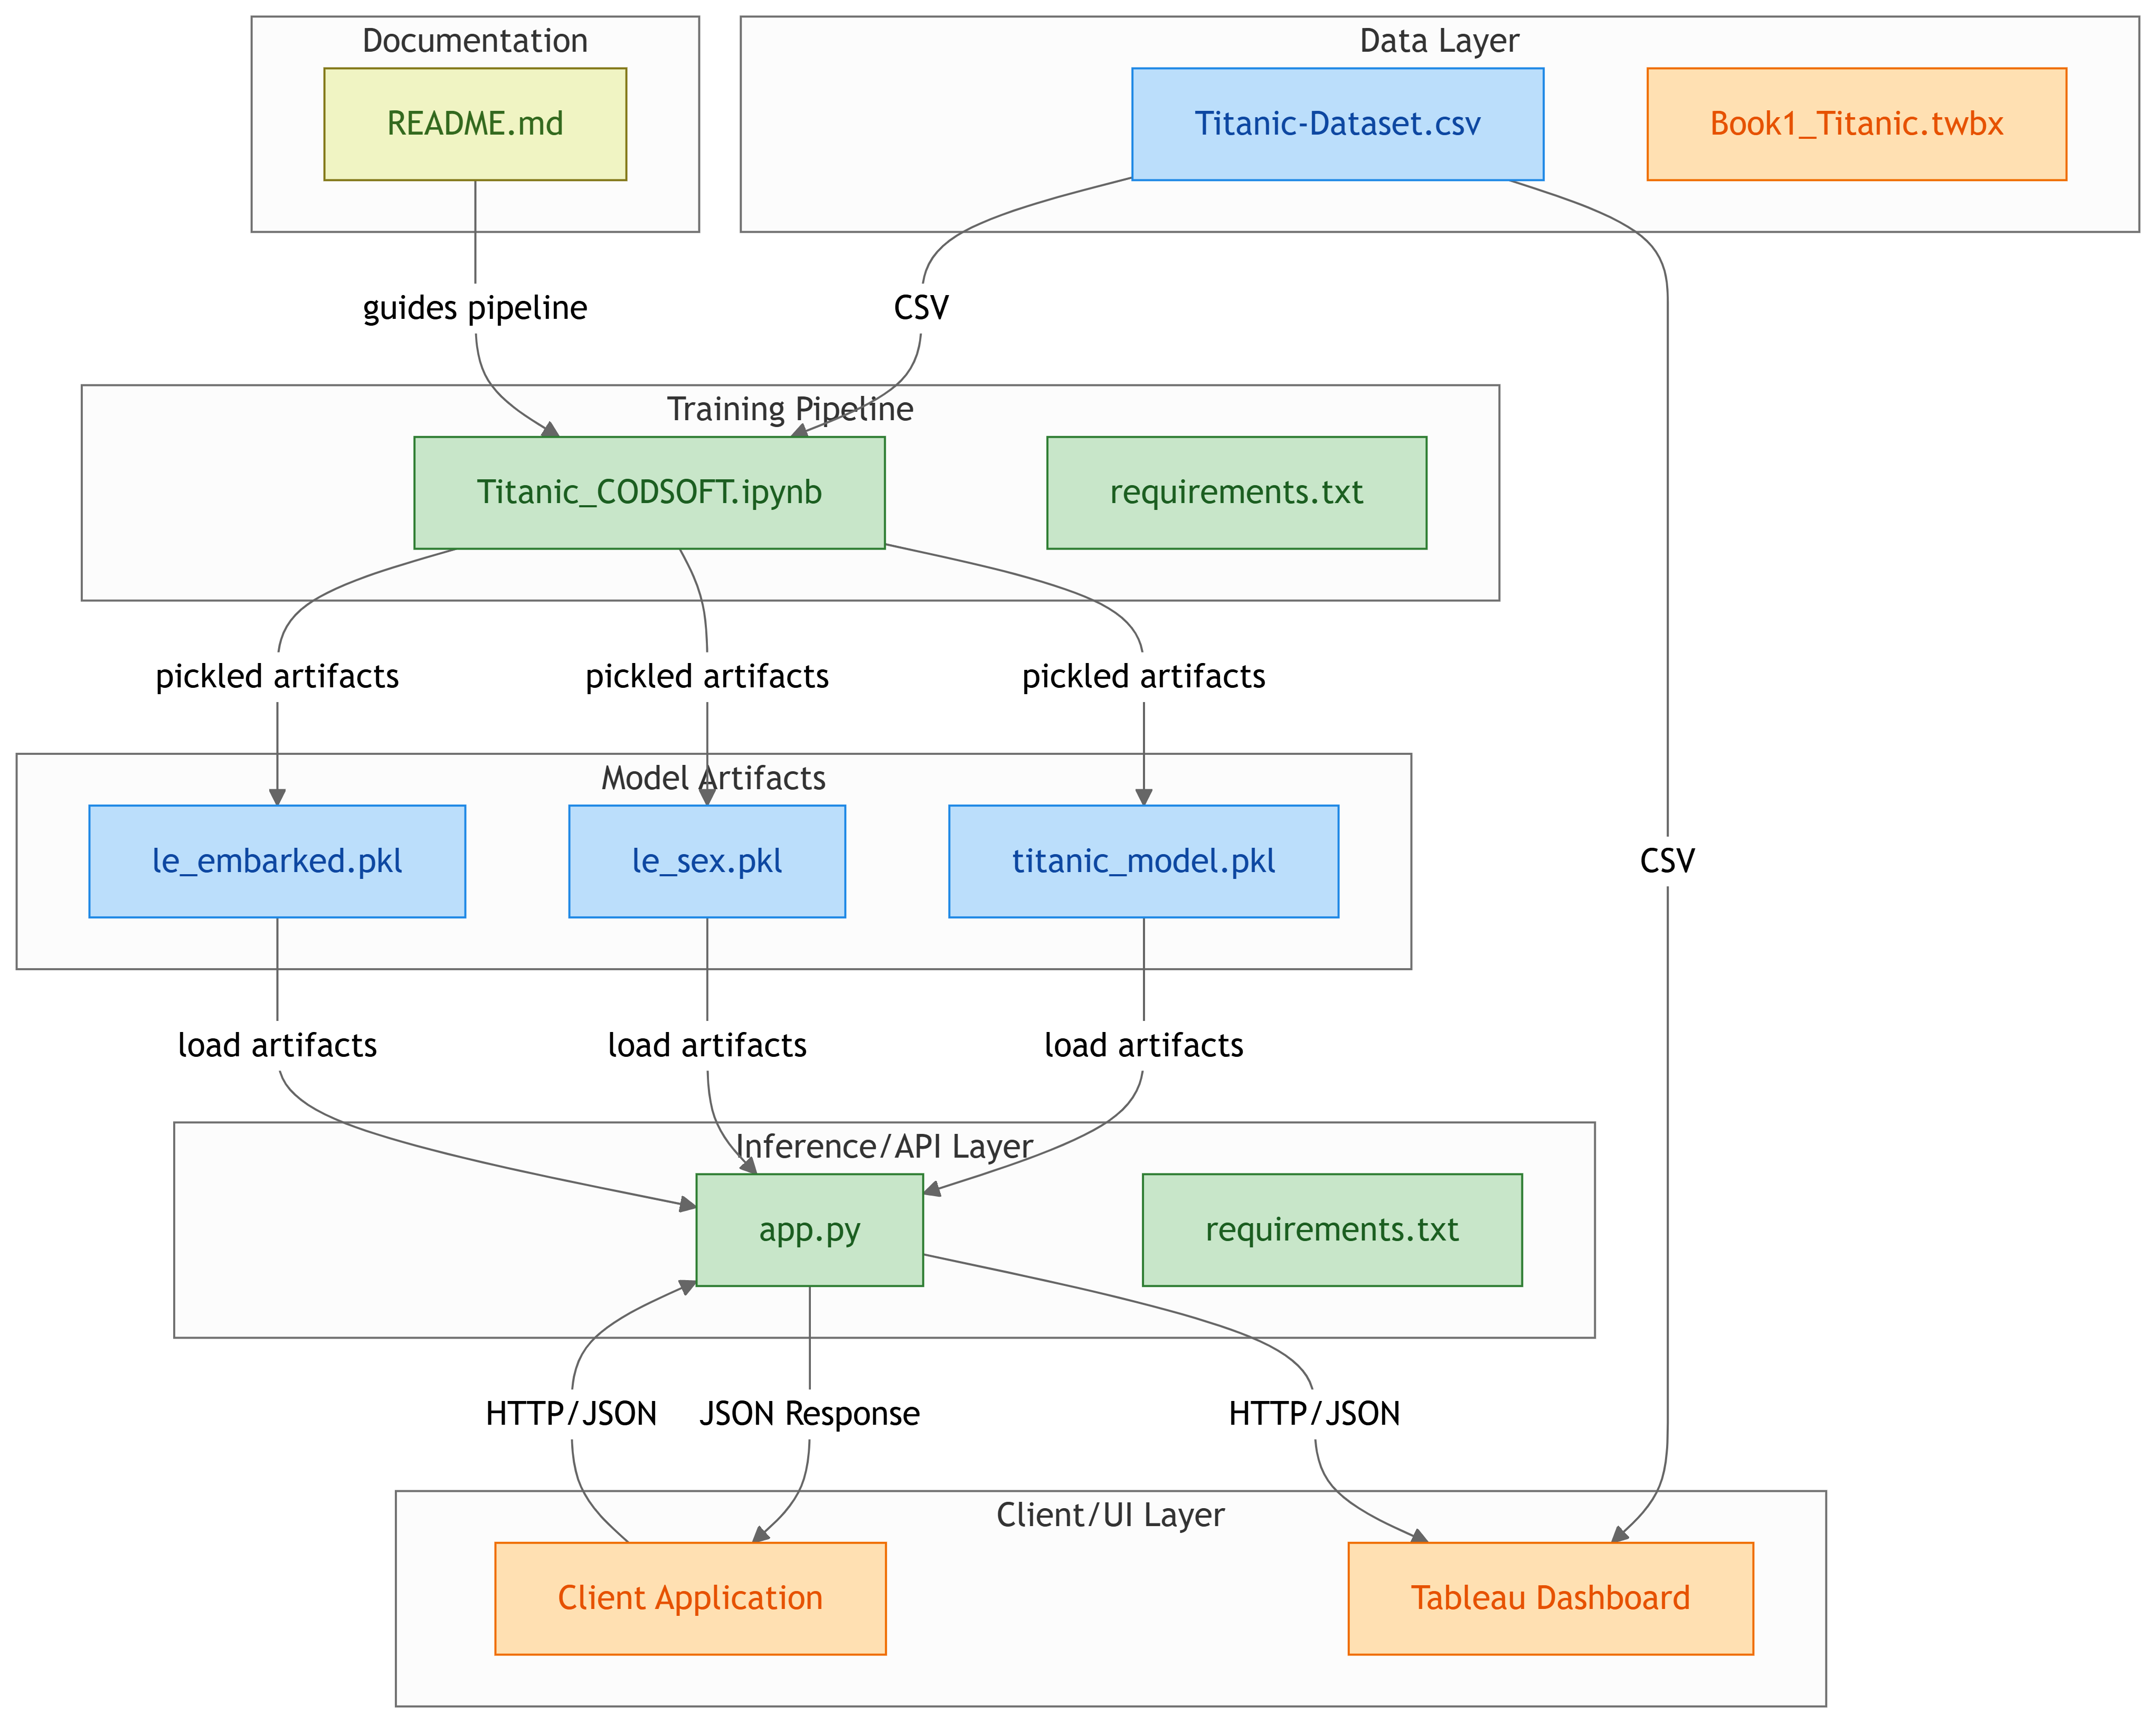 Documentation
Data Layer
README.md
Titanic-Dataset.csv
Book1_Titanic.twbx
guides pipeline
CSV
Training Pipeline
Titanic_CODSOFT.ipynb
requirements.txt
pickled artifacts
pickled artifacts
pickled artifacts
Model Artifacts
le_embarked.pkl
le_sex.pkl
titanic_model.pkl
CSV
load artifacts
load artifacts
load artifacts
Inference/API Layer
app.py
requirements.txt
HTTP/JSON
JSON Response
HTTP/JSON
Client/UI Layer
Client Application
Tableau Dashboard